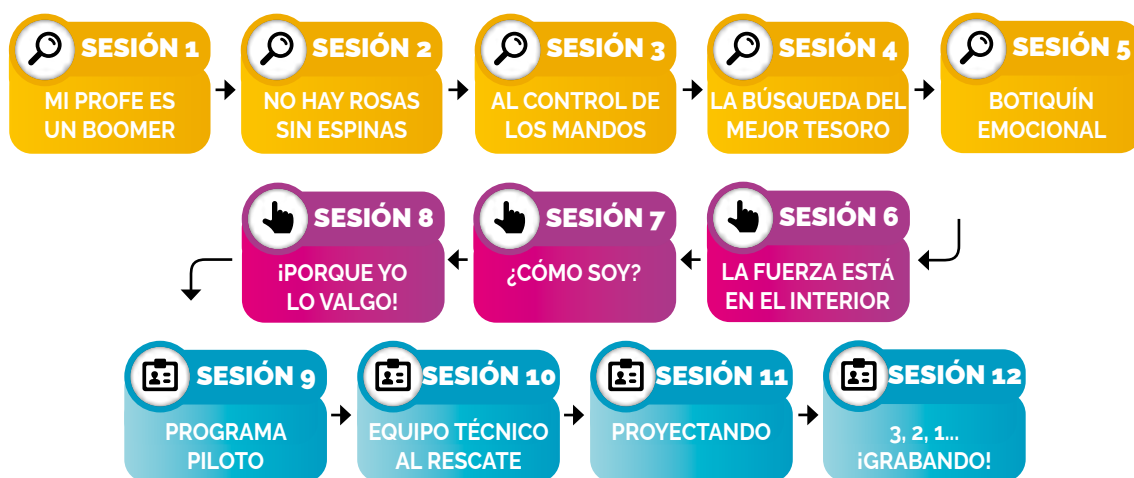 SESIÓN 1
MI PROFE ES
UN BOOMER
SESIÓN 2
NO HAY ROSAS
SIN ESPINAS
SESIÓN 3
AL CONTROL DE
LOS MANDOS
SESIÓN 4
LA BÚSQUEDA DEL
MEJOR TESORO
SESIÓN 5
BOTIQUÍN
EMOCIONAL
SESIÓN 6
LA FUERZA ESTÁ
EN EL INTERIOR
SESIÓN 7
¿CÓMO SOY?
SESIÓN 8
¡PORQUE YO
LO VALGO!
SESIÓN 9
PROGRAMA
PILOTO
SESIÓN 10
EQUIPO TÉCNICO
AL RESCATE
SESIÓN 11
PROYECTANDO
SESIÓN 12
3, 2, 1...
¡GRABANDO!